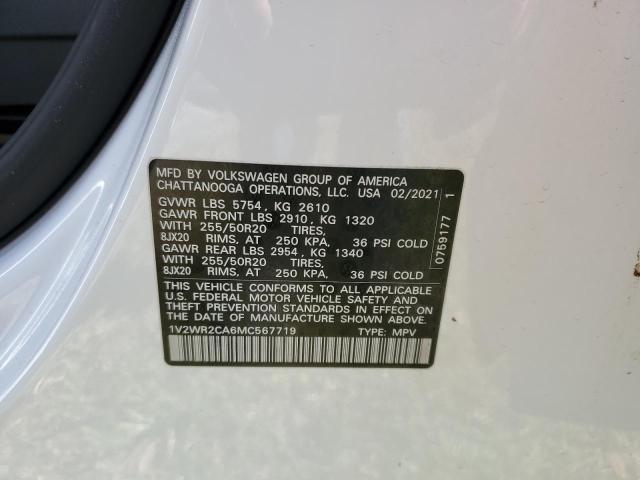 MFD BY VOLKSWAGEN GROUP OF AMERICA
CHATTANOOGA OPERATIONS, LLC. USA 02/2021
GVWR LBS 5754, KG 2610
GAWR FRONT LBS 2910, KG 1320
WITH 255/50R20 TIRES,
8JX20 RIMS, AT 250 KPA, 36 PSI COLD
GAWR REAR LBS 2954, KG 1340
WITH 255/50R20 TIRES,
8JX20 RIMS, AT 250 KPA, 36 PSI COLD
THIS VEHICLE CONFORMS TO ALL APPLICABLE
U.S. FEDERAL MOTOR VEHICLE SAFETY AND
THEFT PREVENTION STANDARDS IN EFFECT ON
THE DATE OF MANUFACTURE SHOWN ABOVE.
1V2WR2CA6MC567719 TYPE: MPV
0759177 1